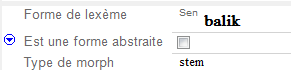 Forme de lexème Sen balik
Est une forme abstraite
Type de morph stem